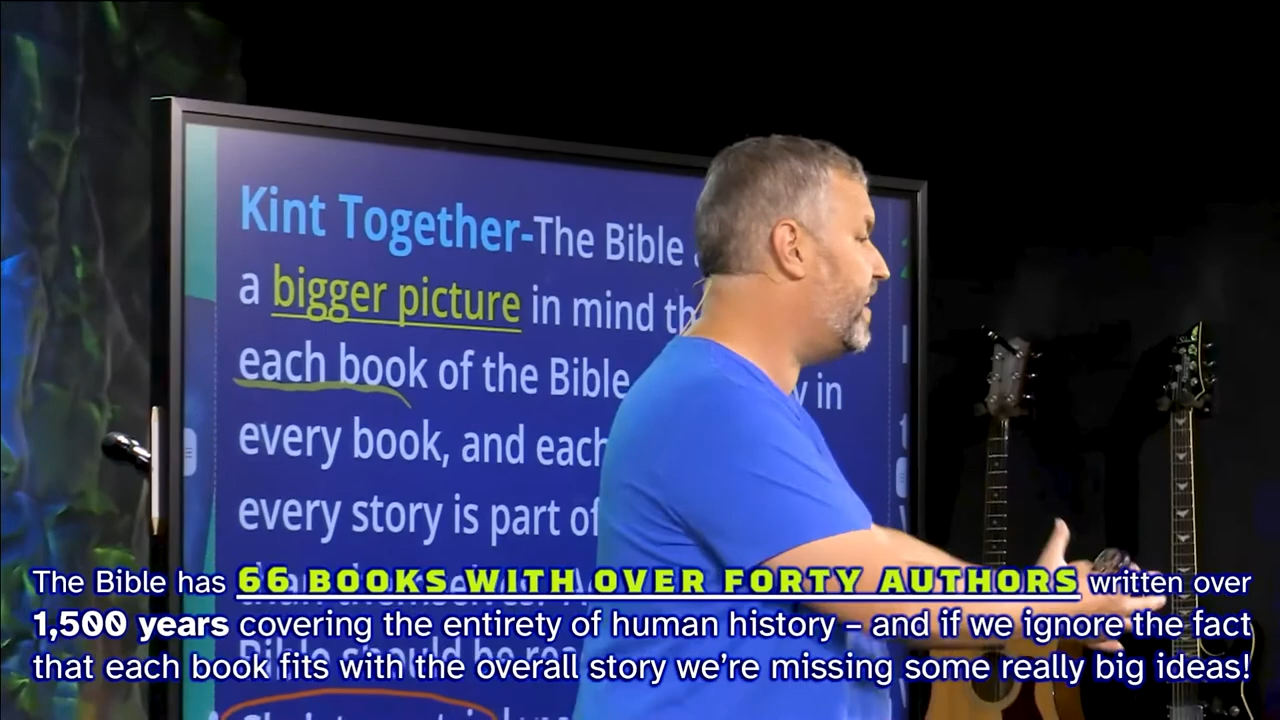 Kint Together-The Bible
a bigger picture in mind th
each book of the Bible in
every book, and each
every story is part of
The Bible has 66 BOOKS WITH OVER FORTY AUTHORS written over
1,500 years covering the entirety of human history – and if we ignore the fact
that each book fits with the overall story we're missing some really big ideas!